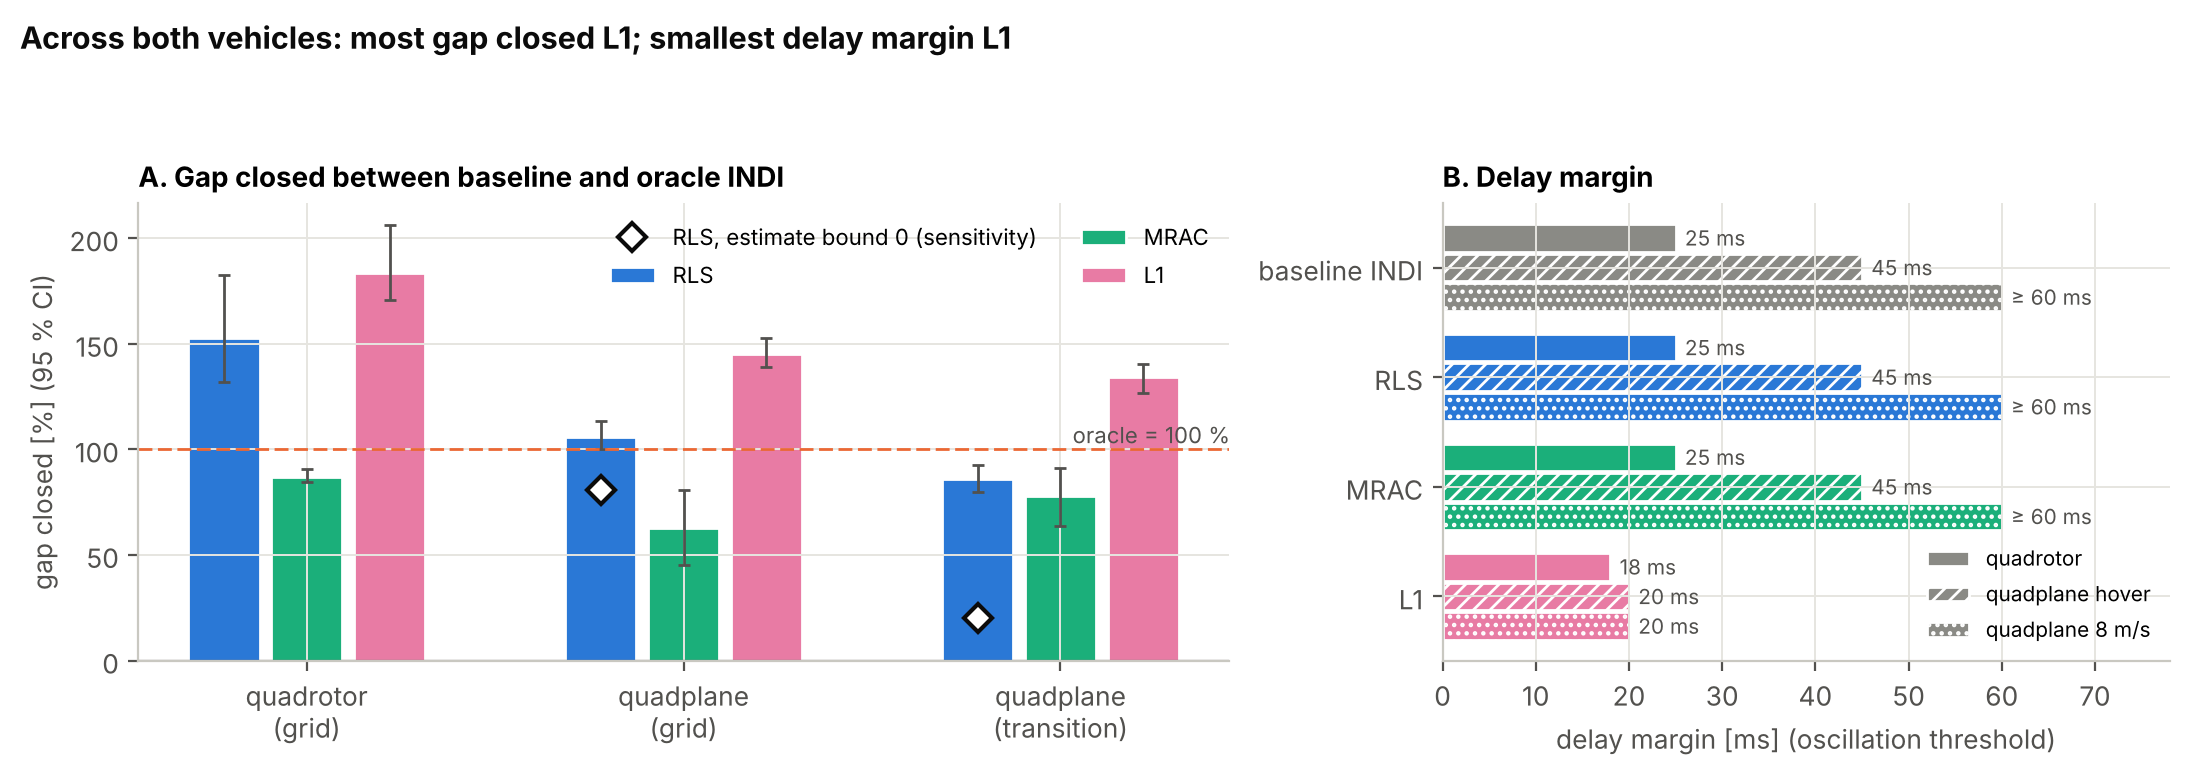 Across both vehicles: most gap closed L1; smallest delay margin L1
A. Gap closed between baseline and oracle INDI
gap closed [%] (95 % CI)
200
150
100
50
0
RLS, estimate bound 0 (sensitivity)
RLS
MRAC
L1
oracle = 100 %
quadrotor
(grid)
quadplane
(grid)
quadplane
(transition)
B. Delay margin
baseline INDI
25 ms
45 ms
≥ 60 ms
RLS
25 ms
45 ms
≥ 60 ms
MRAC
25 ms
45 ms
≥ 60 ms
L1
18 ms
20 ms
20 ms
quadrotor
quadplane hover
quadplane 8 m/s
0 10 20 30 40 50 60 70
delay margin [ms] (oscillation threshold)